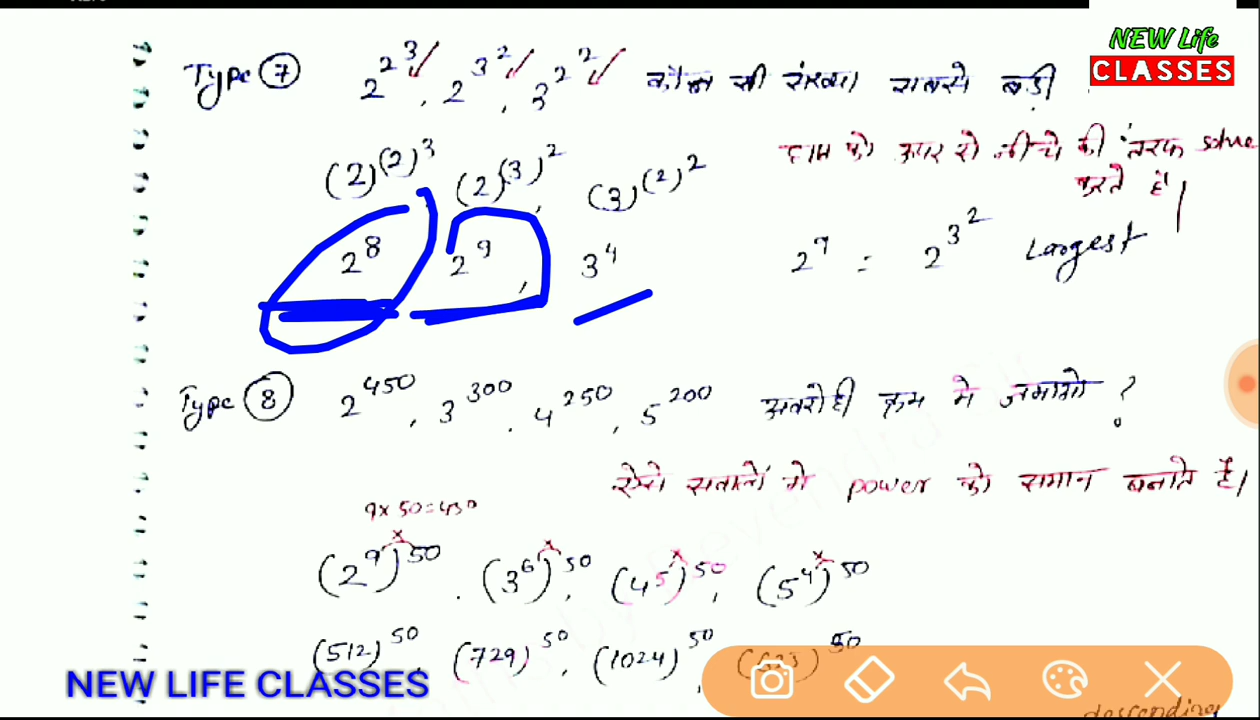 NEW Life
CLASSES
Type ⑦ 2^2^3, 2^3^2, 3^2^2 कौन सी संख्या सबसे बड़ी
(2)^(2)^3, (2)^(3)^2, (3)^(2)^2
हम को ऊपर से नीचे की तरफ solve
करते है|
2^8, 2^9, 3^4
2^9 = 2^3^2 Largest
Type ⑧ 2^450, 3^300, 4^250, 5^200 अवरोही क्रम मे जमाओ ?
ऐसे सवालों मे power को समान बनाते है|
9 x 50 = 450
(2^9)^50, (3^6)^50, (4^5)^50, (5^4)^50
(512)^50, (729)^50, (1024)^50, 50
NEW LIFE CLASSES